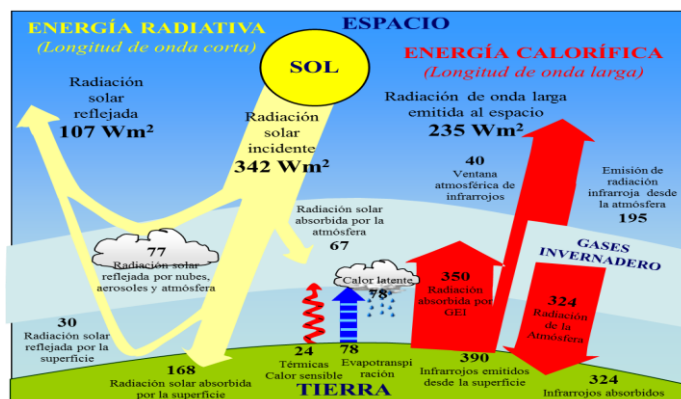 ENERGÍA RADIATIVA
(Longitud de onda corta)
ESPACIO
SOL
ENERGÍA CALORÍFICA
(Longitud de onda larga)
Radiación
solar
reflejada
107 Wm²
Radiación
solar
incidente
342 Wm²
Radiación de onda larga
emitida al espacio
235 Wm²
40
Ventana
atmosférica de
infrarrojos
Emisión de
radiación
infrarroja desde
la atmósfera
195
Radiación solar
absorbida por la
atmósfera
67
77
Radiación solar
reflejada por nubes,
aerosoles y atmósfera
GASES
INVERNADERO
Calor latente
78
350
Radiación
absorbida por
GEI
324
Radiación
de la
Atmósfera
30
Radiación solar
reflejada por la
superficie
168
Radiación solar absorbida
por la superficie
24
Térmicas
Calor sensible
78
Evapotranspi
ración
390
Infrarrojos emitidos
desde la superficie
324
Infrarrojos absorbidos
TIERRA